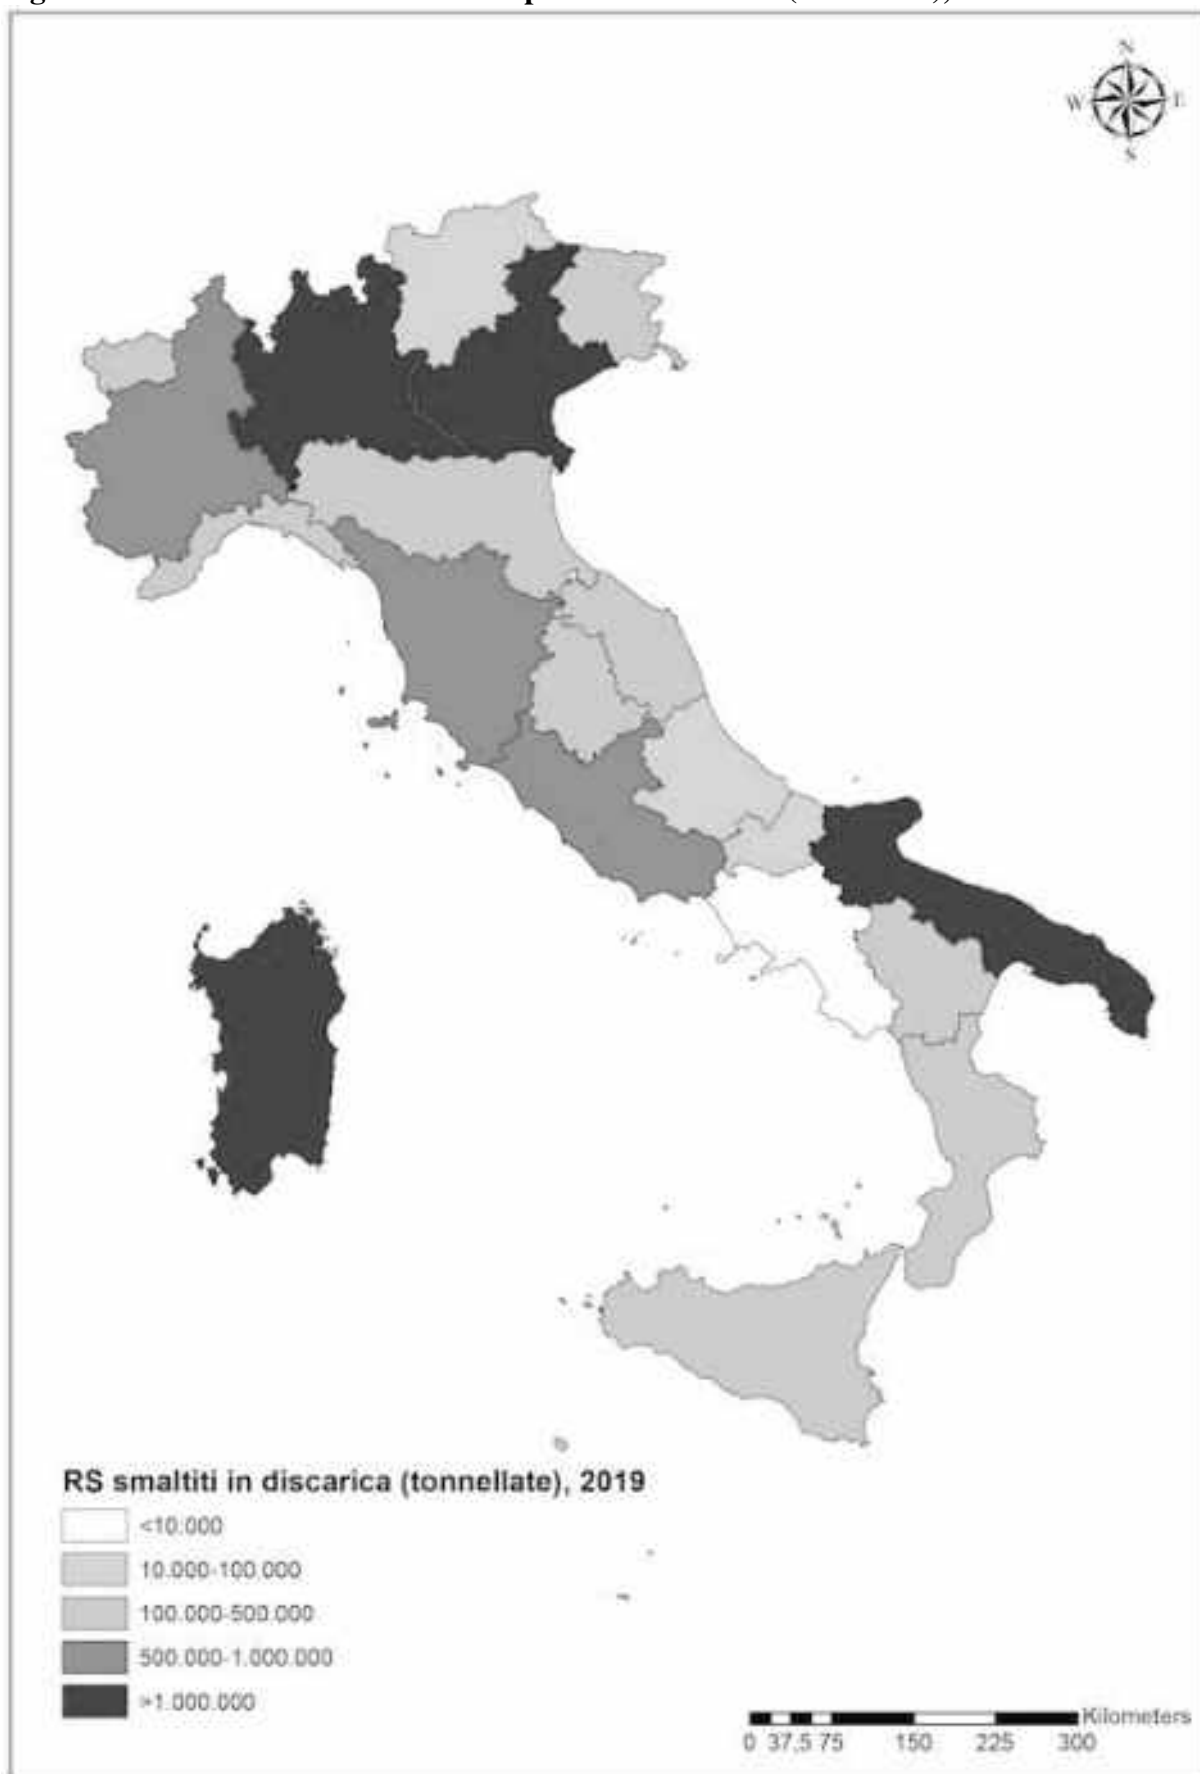 N
W E
S
RS smaltiti in discarica (tonnellate), 2019
<10.000
10.000-100.000
100.000-500.000
500.000-1.000.000
>1.000.000
Kilometers
0 37,5 75 150 225 300